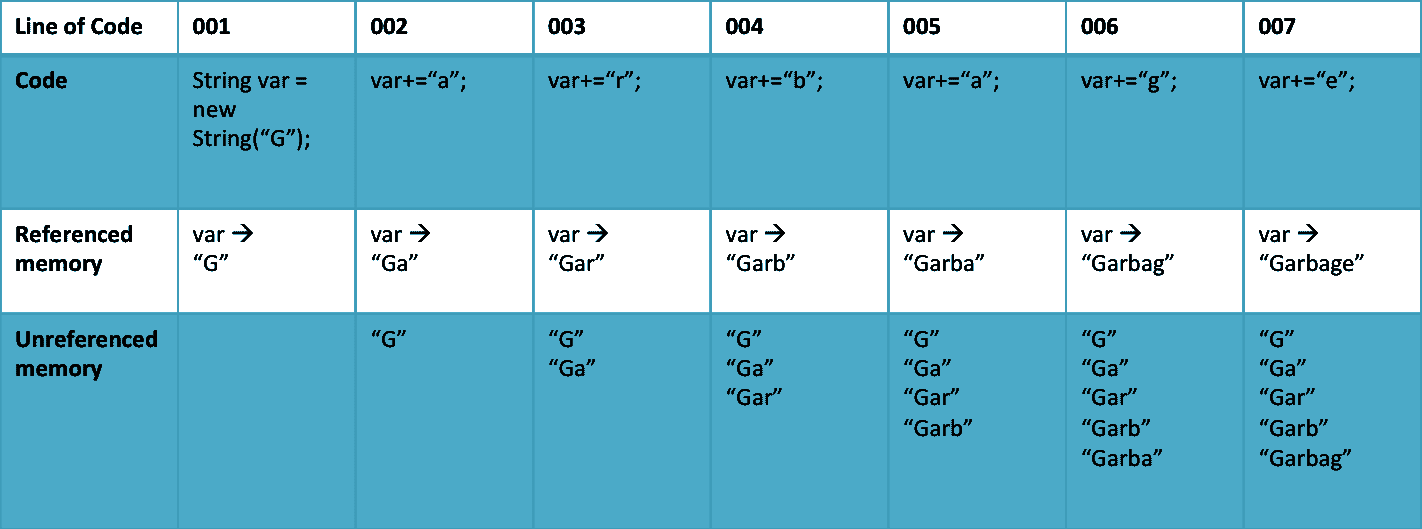 Line of Code 001 002 003 004 005 006 007
Code String var = new String(“G”); var+=“a”; var+=“r”; var+=“b”; var+=“a”; var+=“g”; var+=“e”;
Referenced memory var → “G” var → “Ga” var → “Gar” var → “Garb” var → “Garba” var → “Garbag” var → “Garbage”
Unreferenced memory “G” “G” “Ga” “G” “Ga” “Gar” “G” “Ga” “Gar” “Garb” “G” “Ga” “Gar” “Garb” “Garba” “G” “Ga” “Gar” “Garb” “Garbag”